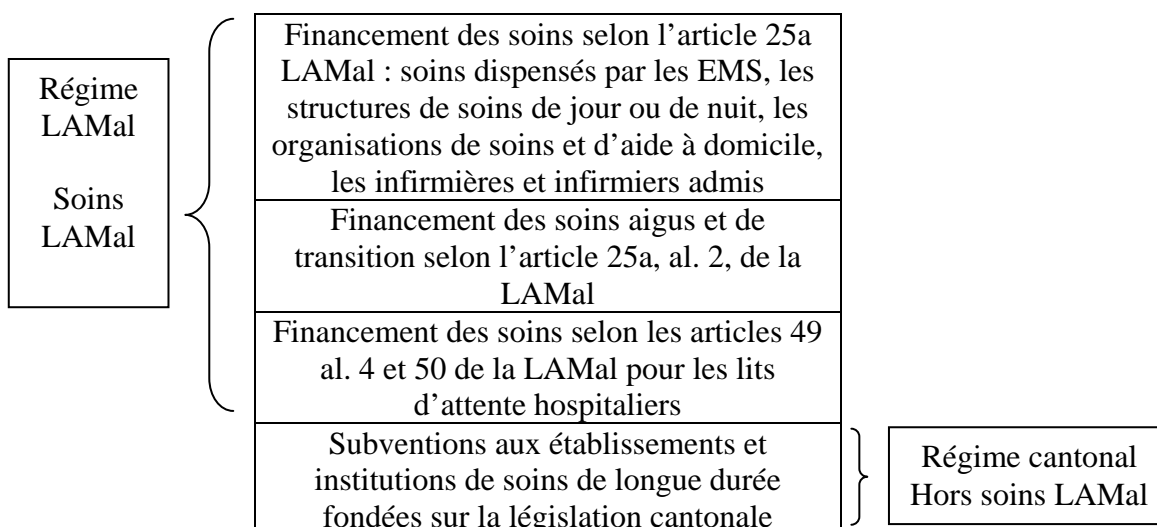 Régime
LAMal
Soins
LAMal
Financement des soins selon l’article 25a
LAMal : soins dispensés par les EMS, les
structures de soins de jour ou de nuit, les
organisations de soins et d’aide à domicile,
les infirmières et infirmiers admis
Financement des soins aigus et de
transition selon l’article 25a, al. 2, de la
LAMal
Financement des soins selon les articles 49
al. 4 et 50 de la LAMal pour les lits
d’attente hospitaliers
Subventions aux établissements et
institutions de soins de longue durée
fondées sur la législation cantonale
Régime cantonal
Hors soins LAMal